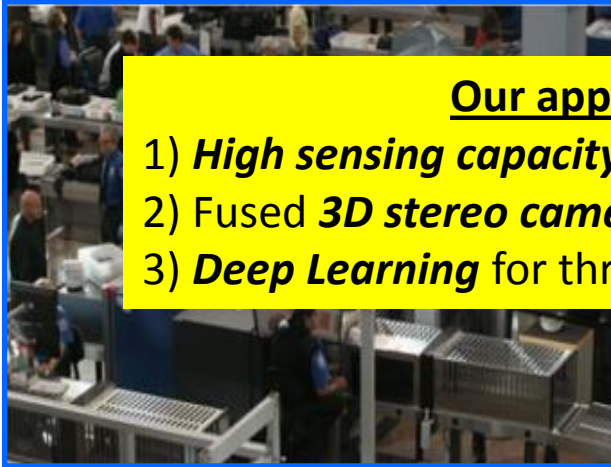 Our app
1) High sensing capacity
2) Fused 3D stereo came
3) Deep Learning for thr